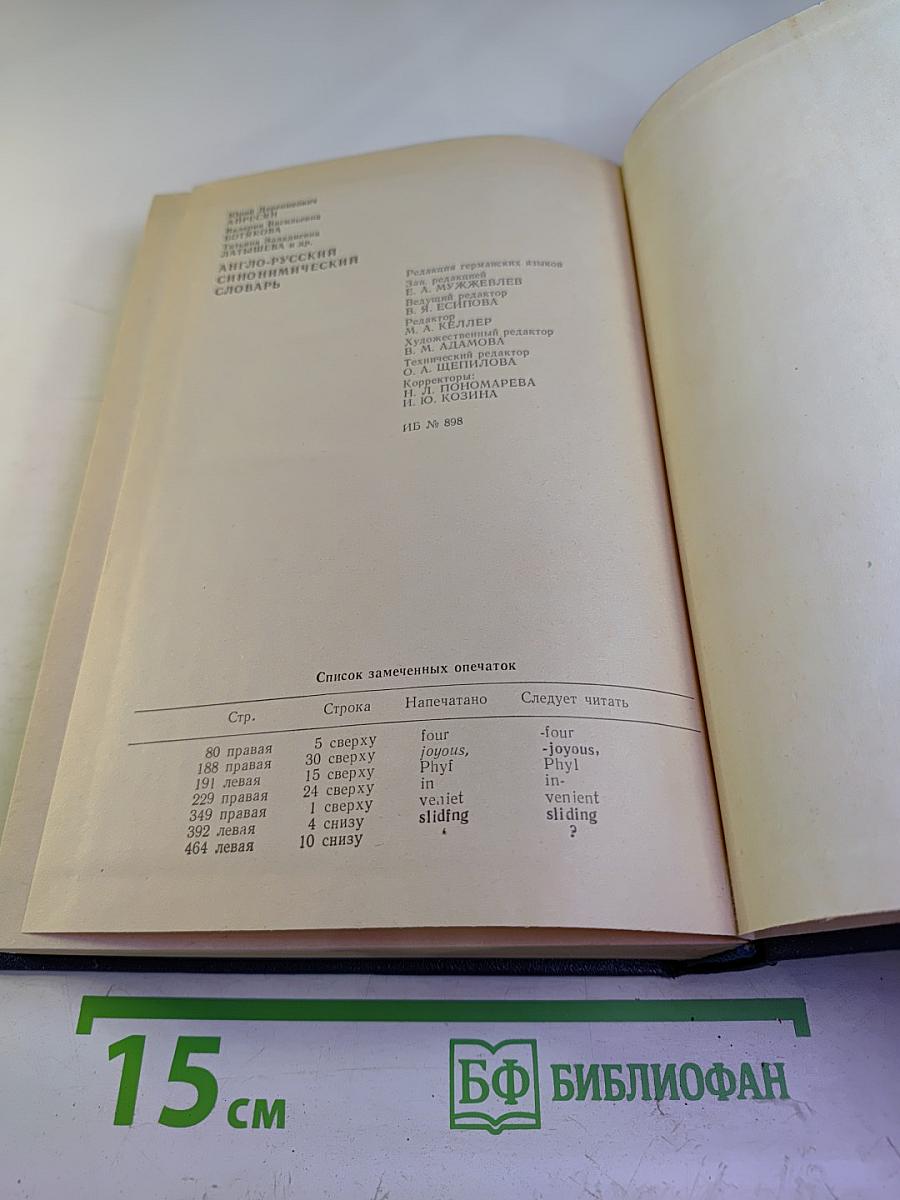 Юрий Дереникович
АПРЕСЯН
Валерия Васильевна
БОТЯКОВА
Татьяна Эалидиевна
ЛАТЫШЕВА и др.
АНГЛО-РУССКИЙ
СИНОНИМИЧЕСКИЙ
СЛОВАРЬ
Редакция германских языков
Зав. редакцией
Е. А. МУЖЖЕВЛЕВ
Ведущий редактор
В. Я. ЕСИПОВА
Редактор
М. А. КЕЛЛЕР
Художественный редактор
В. М. АДАМОВА
Технический редактор
О. А. ЩЕПИЛОВА
Корректоры:
Н. Л. ПОНОМАРЕВА
И. Ю. КОЗИНА
ИБ № 898
Список замеченных опечаток
Стр. Строка Напечатано Следует читать
80 правая 5 сверху four -four
188 правая 30 сверху joyous, -joyous,
191 левая 15 сверху Phyf Phyl
229 правая 24 сверху in in-
349 правая 1 сверху veniet venient
392 левая 4 снизу slidfng sliding
464 левая 10 снизу ‘ ?
15 см
БФ БИБЛИОФАН